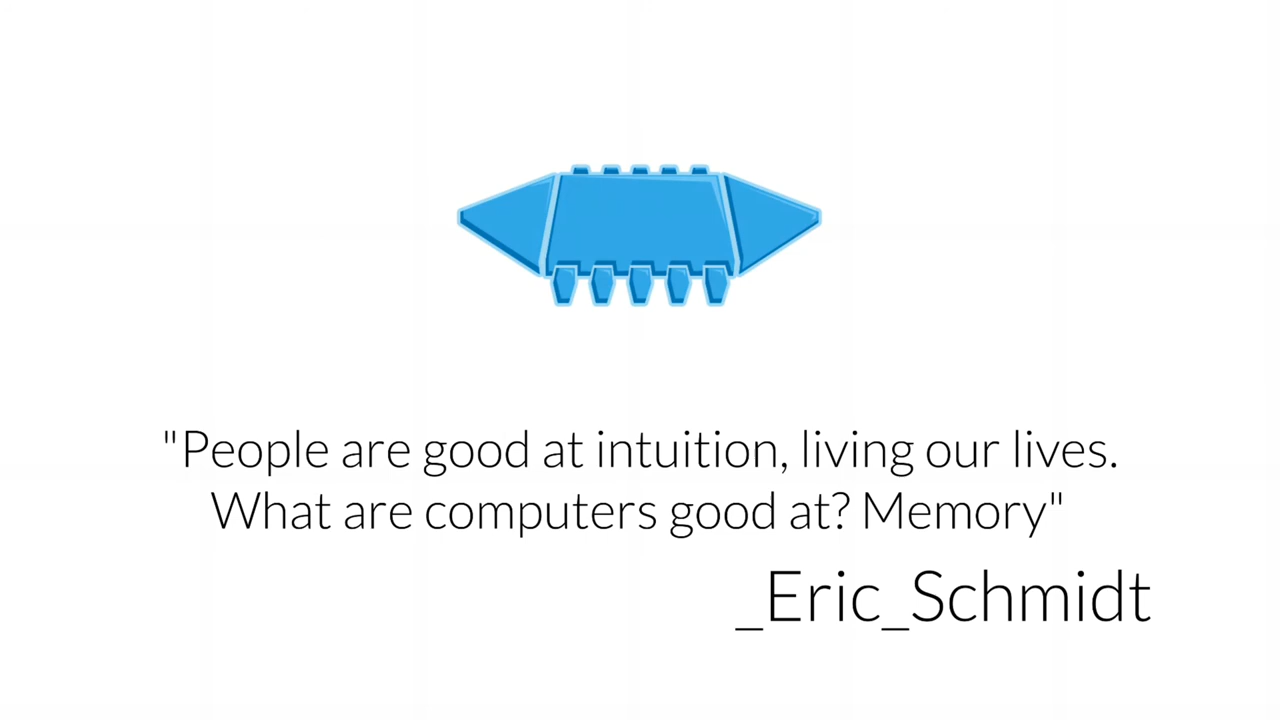 "People are good at intuition, living our lives.
What are computers good at? Memory"
_Eric_Schmidt